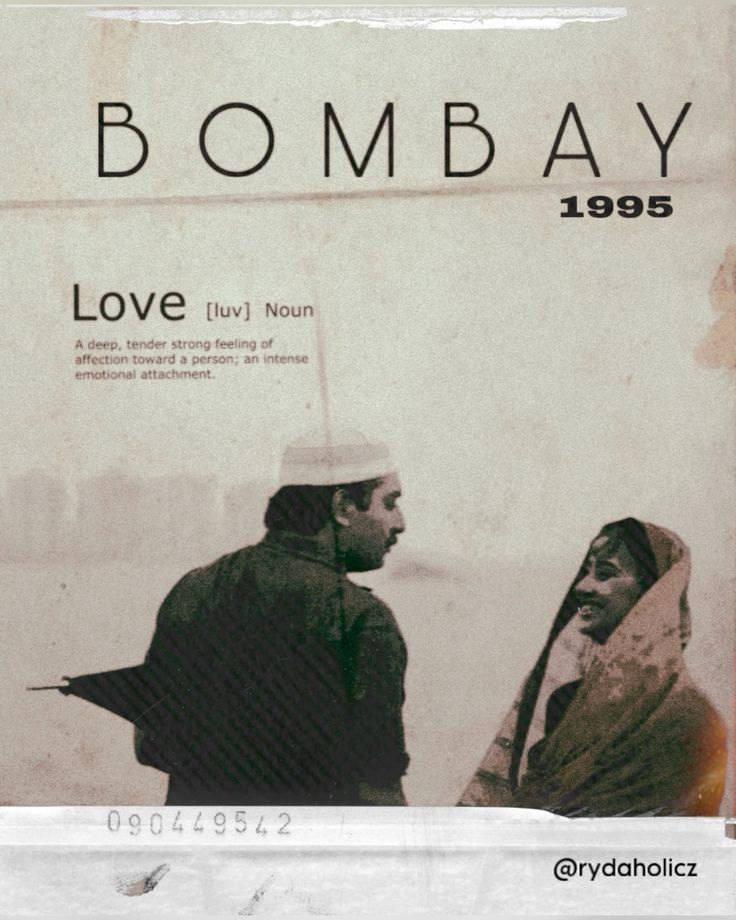 BOMBAY
1995
Love [luv] Noun
A deep, tender strong feeling of
affection toward a person; an intense
emotional attachment.
090449542
@rydaholicz